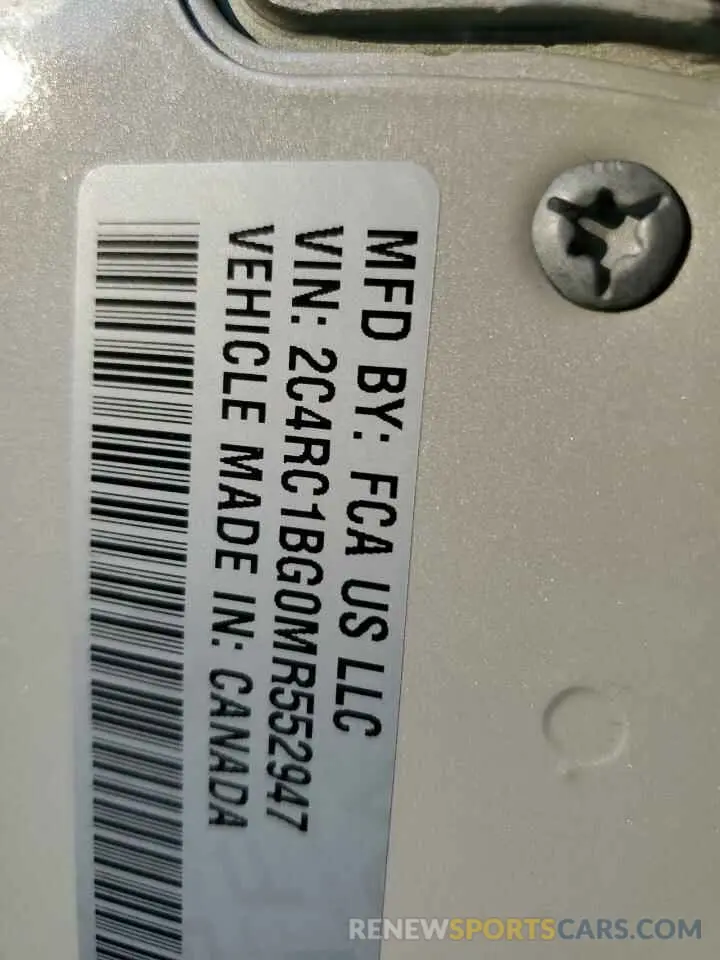 MFD BY: FCA US LLC
VIN: 2C4RC1BG0MR552947
VEHICLE MADE IN: CANADA
RENEWSPORTSCARS.COM